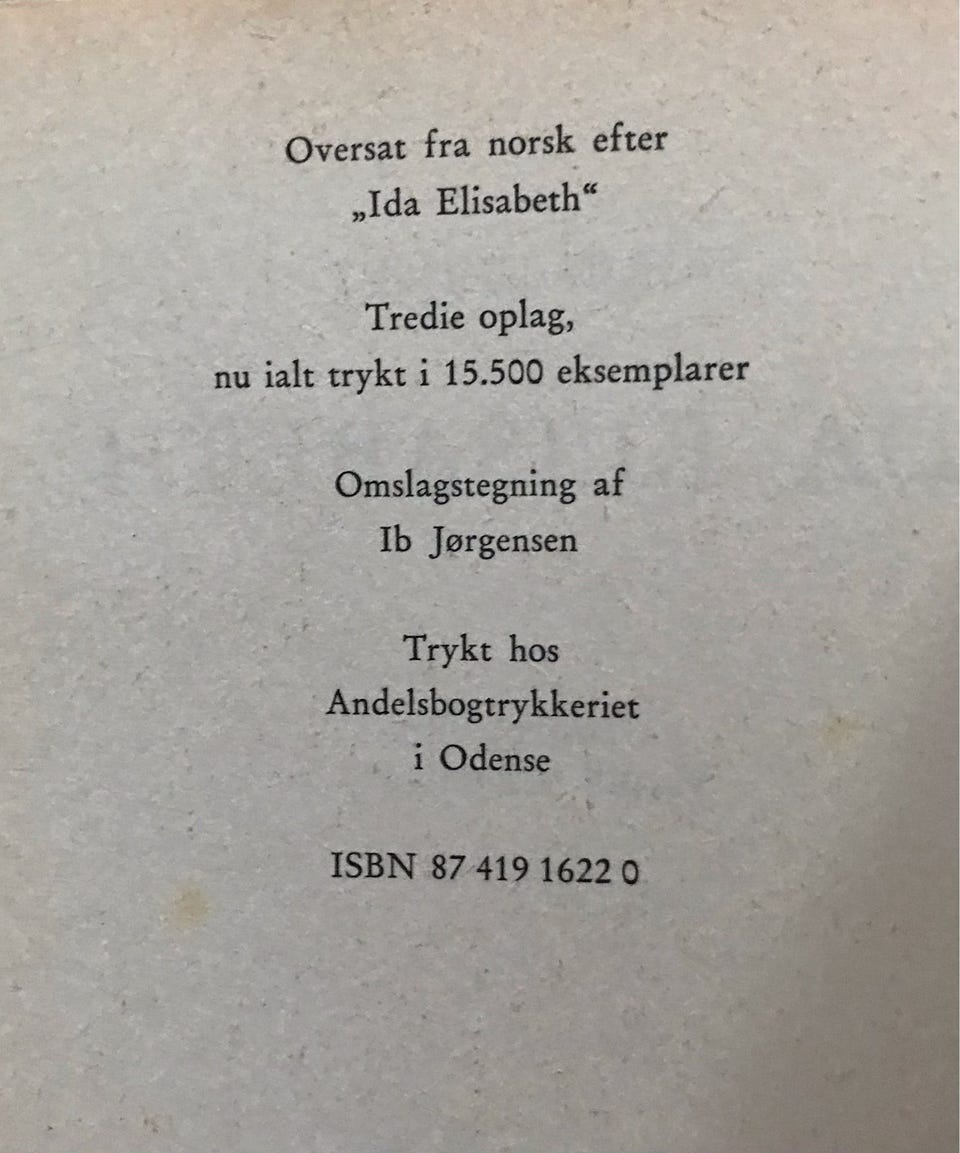 Oversat fra norsk efter
„Ida Elisabeth“
Tredie oplag,
nu ialt trykt i 15.500 eksemplarer
Omslagstegning af
Ib Jørgensen
Trykt hos
Andelsbogtrykkeriet
i Odense
ISBN 87 419 1622 0